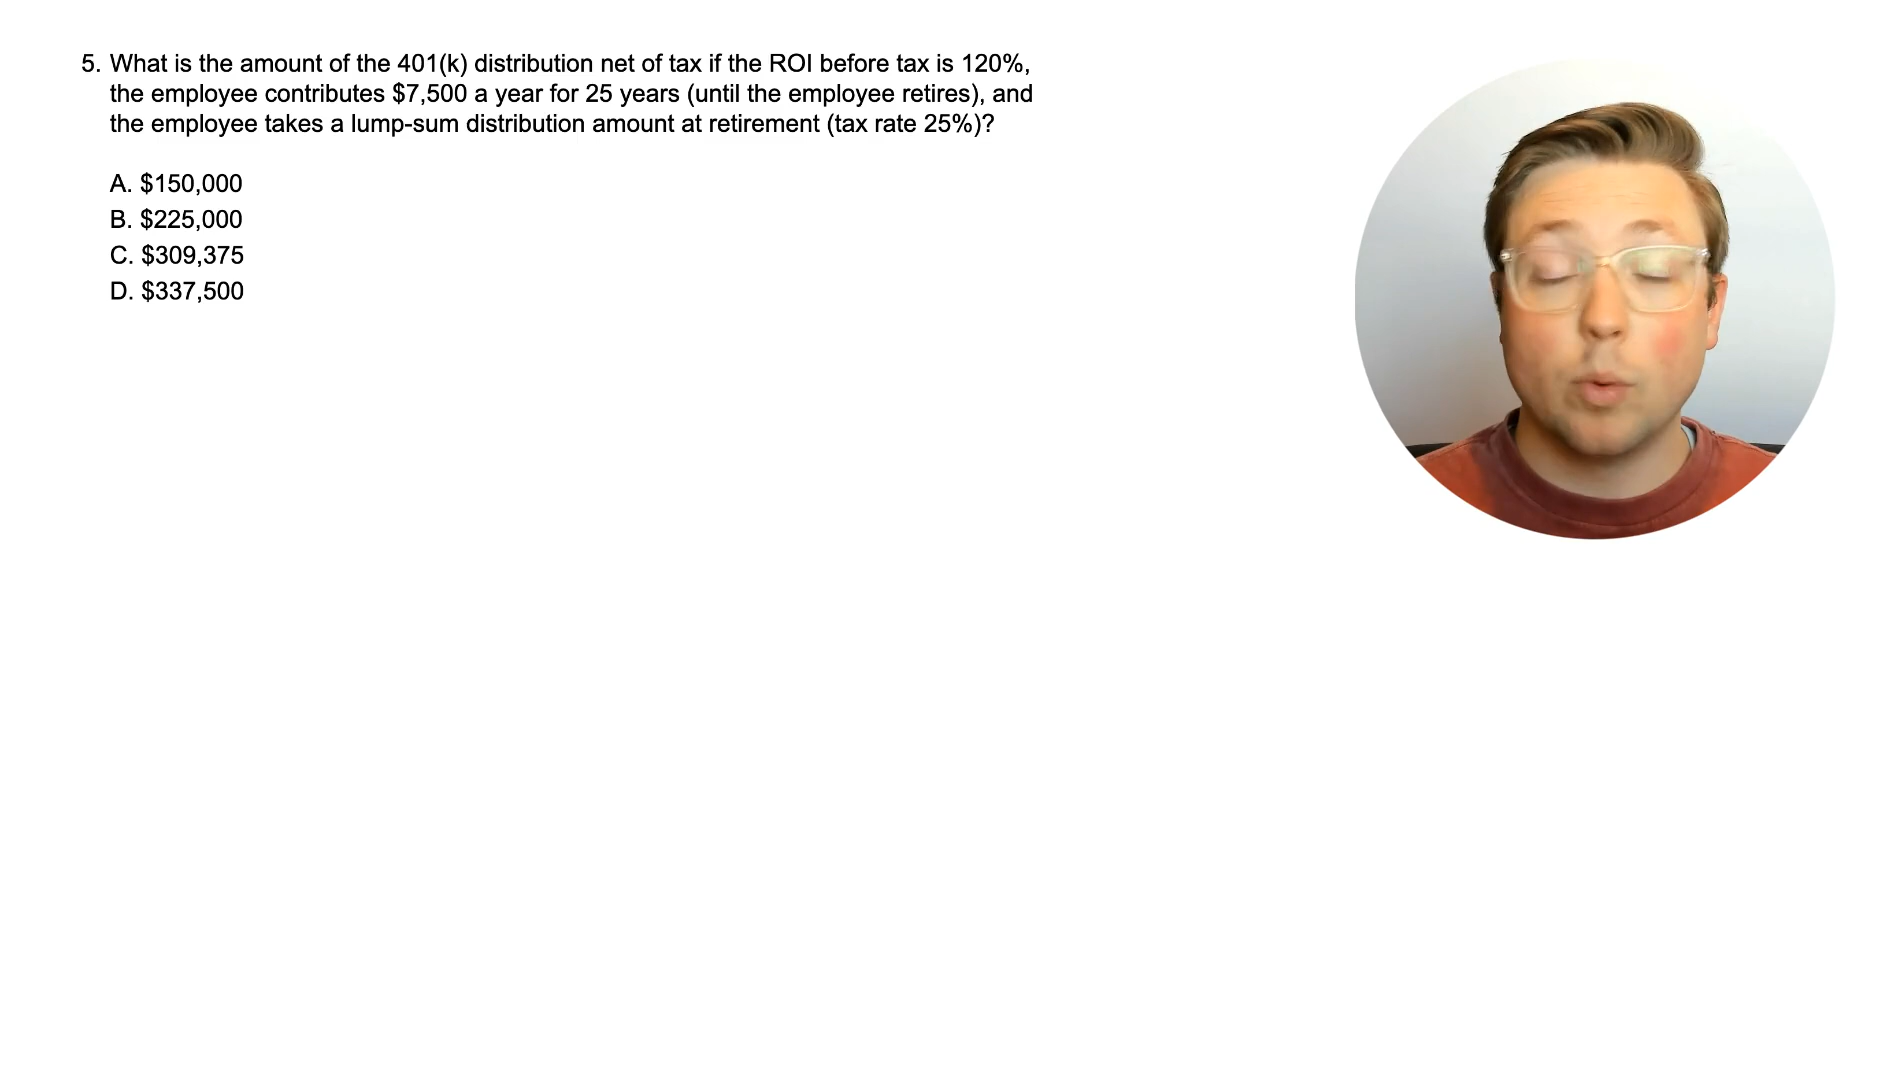 5. What is the amount of the 401(k) distribution net of tax if the ROI before tax is 120%,
the employee contributes $7,500 a year for 25 years (until the employee retires), and
the employee takes a lump-sum distribution amount at retirement (tax rate 25%)?
A. $150,000
B. $225,000
C. $309,375
D. $337,500